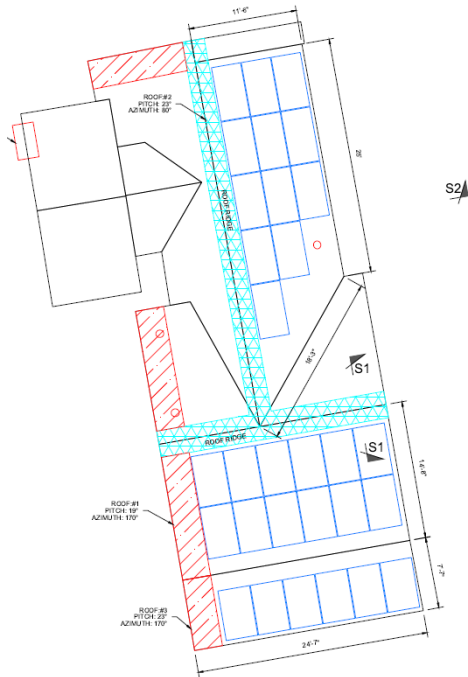 11'-6"
ROOF:#2
PITCH: 23°
AZIMUTH: 80°
ROOF RIDGE
S2
18'-3"
S1
ROOF RIDGE
S1
14'-8"
ROOF:#1
PITCH: 19°
AZIMUTH: 170°
7'-7"
ROOF:#3
PITCH: 23°
AZIMUTH: 170°
24'-7"